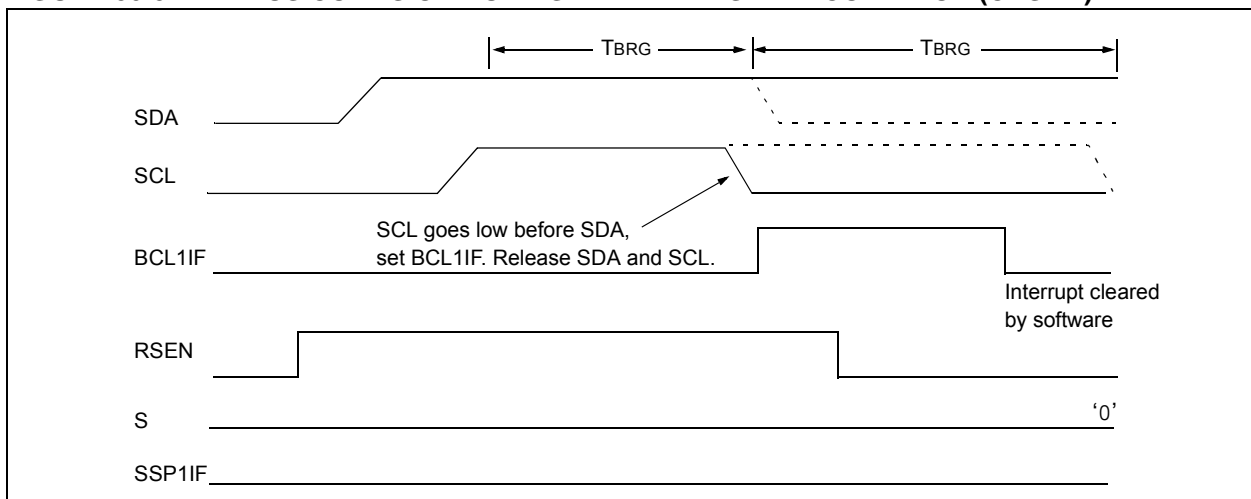 TBRG TBRG
SDA
SCL
SCL goes low before SDA,
set BCL1IF. Release SDA and SCL.
BCL1IF
Interrupt cleared
by software
RSEN
S ‘0’
SSP1IF